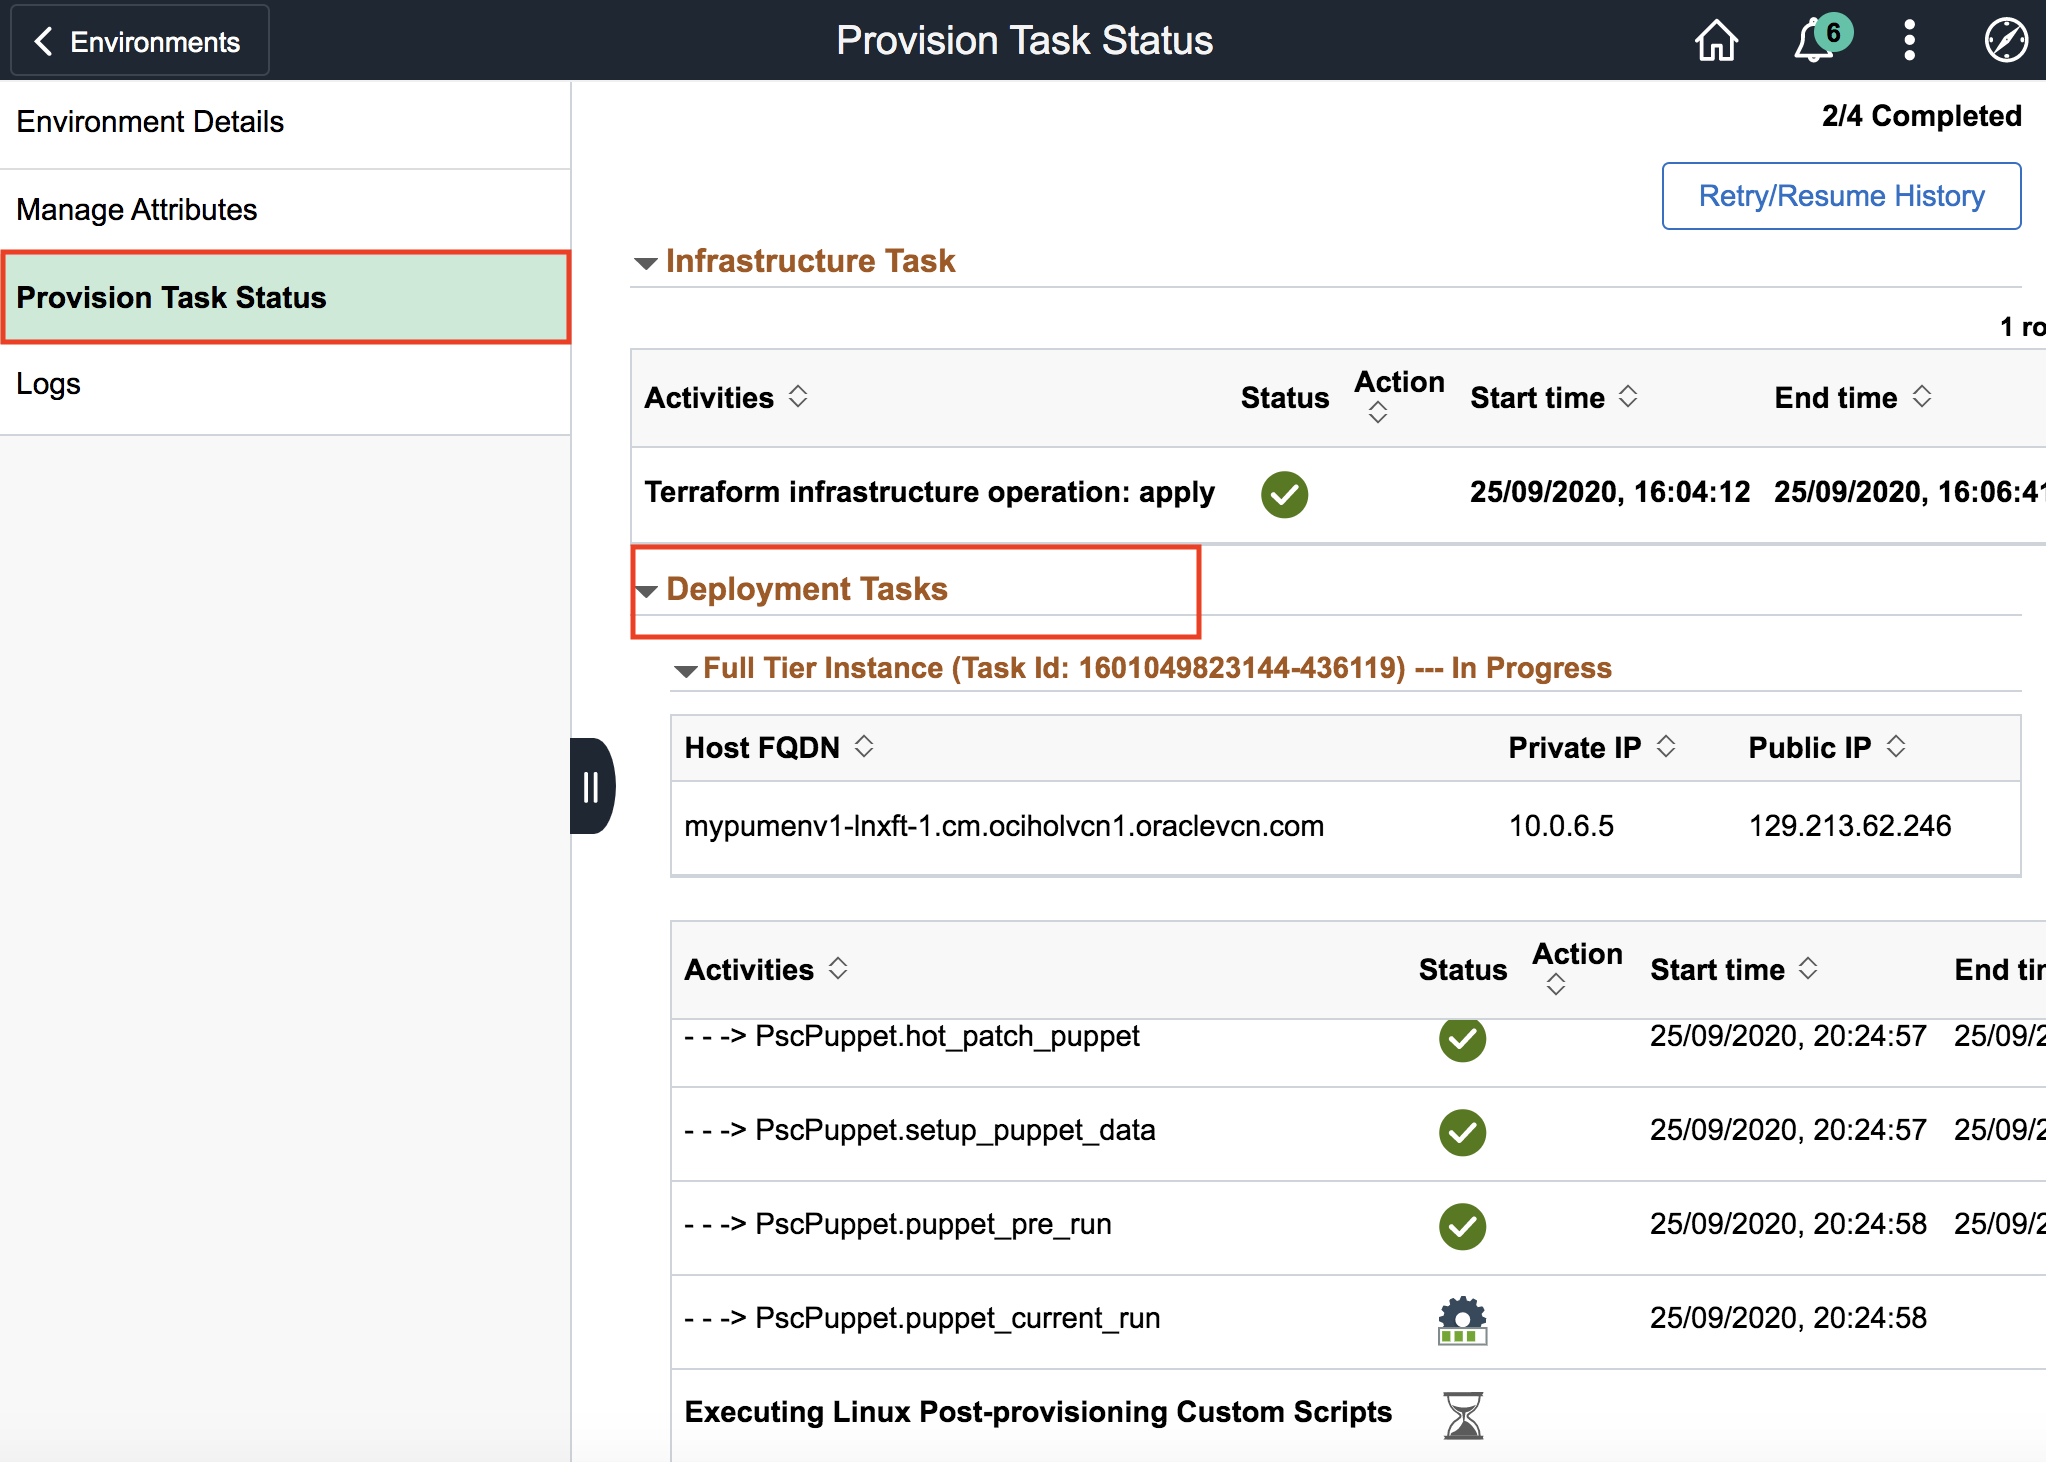 Environments
Provision Task Status
6
Environment Details
Manage Attributes
Provision Task Status
Logs
2/4 Completed
Retry/Resume History
Infrastructure Task
1 ro
Activities Status Action Start time End time
Terraform infrastructure operation: apply 25/09/2020, 16:04:12 25/09/2020, 16:06:41
Deployment Tasks
Full Tier Instance (Task Id: 1601049823144-436119) --- In Progress
Host FQDN Private IP Public IP
mypumenv1-lnxft-1.cm.ociholvcn1.oraclevcn.com 10.0.6.5 129.213.62.246
Activities Status Action Start time End tim
- - -> PscPuppet.hot_patch_puppet 25/09/2020, 20:24:57 25/09/2
- - -> PscPuppet.setup_puppet_data 25/09/2020, 20:24:57 25/09/2
- - -> PscPuppet.puppet_pre_run 25/09/2020, 20:24:58 25/09/2
- - -> PscPuppet.puppet_current_run 25/09/2020, 20:24:58
Executing Linux Post-provisioning Custom Scripts